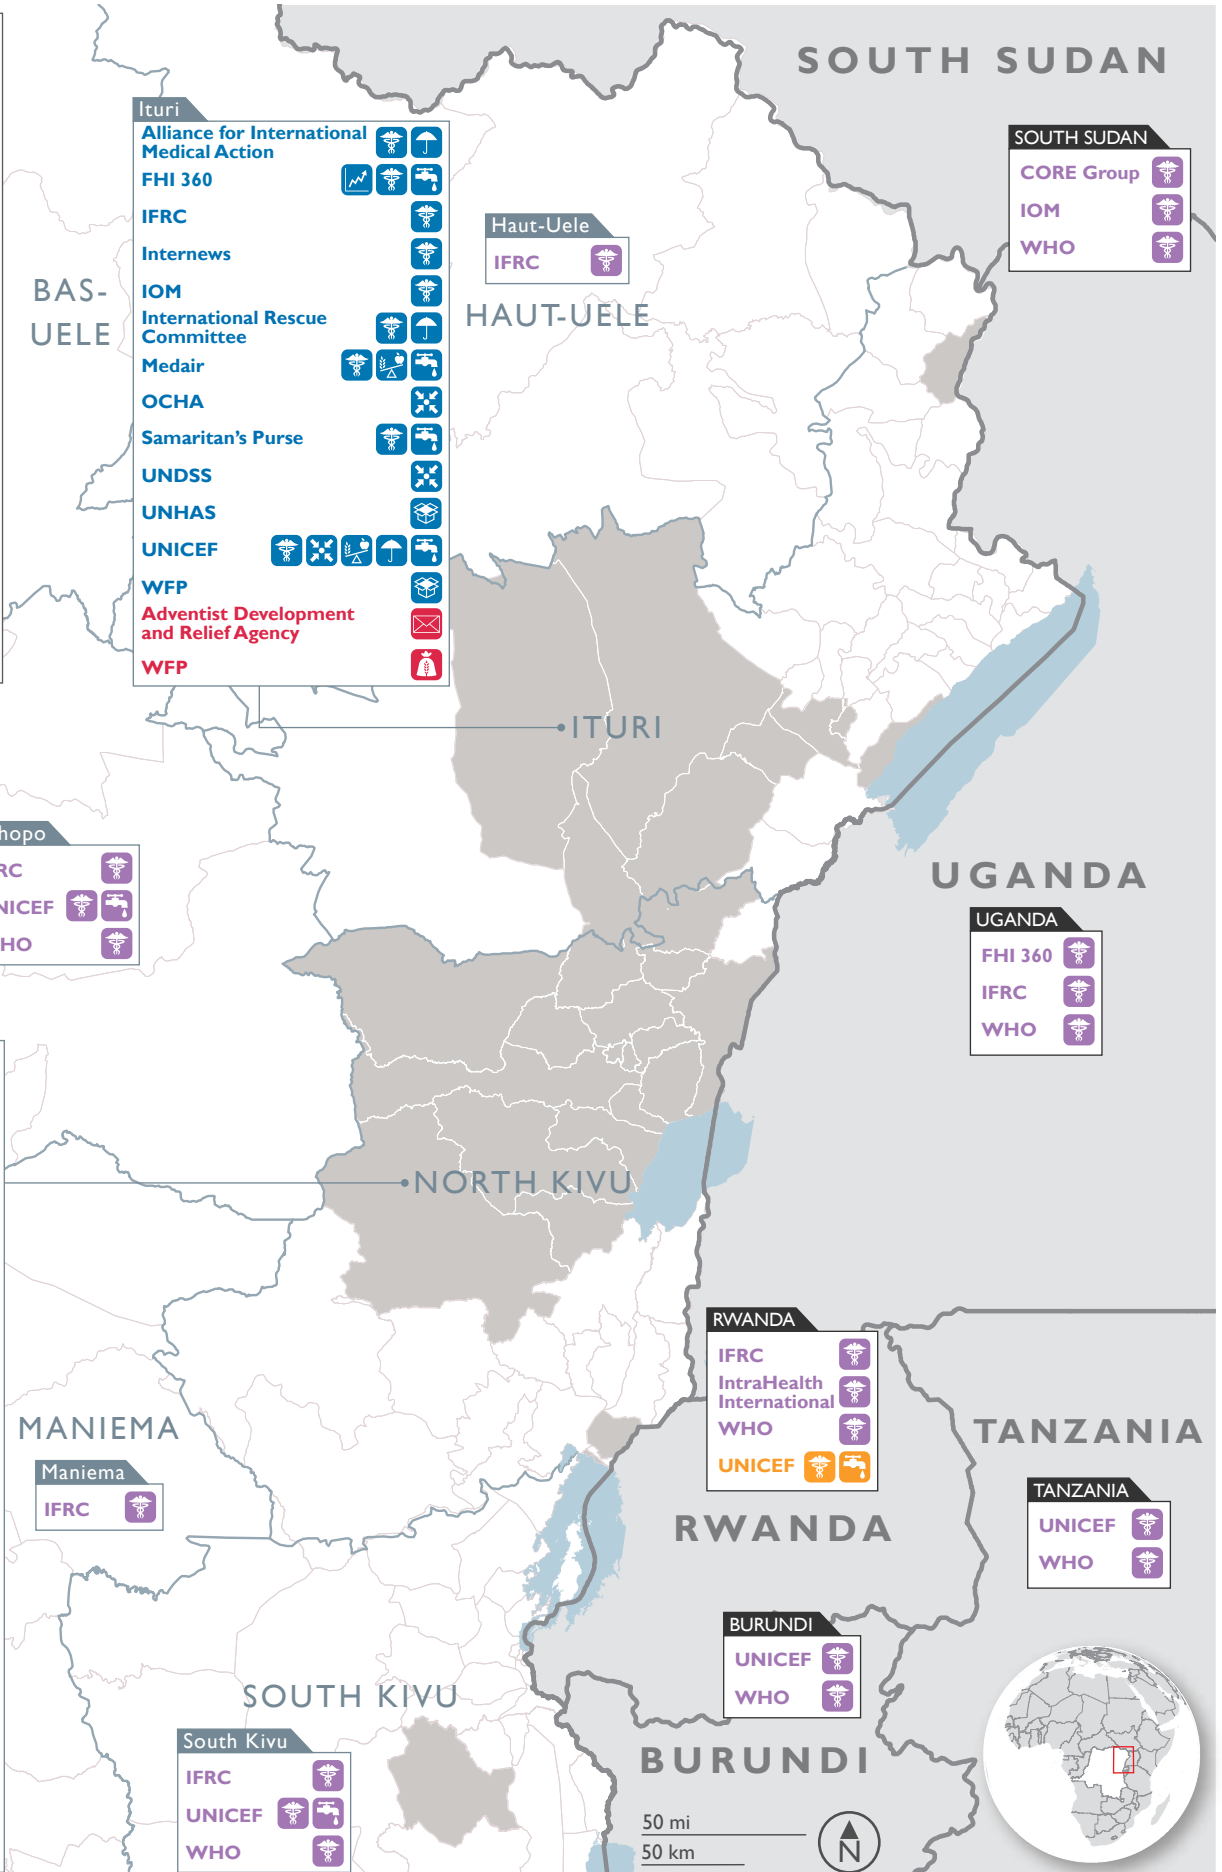 SOUTH SUDAN
Ituri
Alliance for International
Medical Action
FHI 360
IFRC
Internews
IOM
International Rescue
Committee
Medair
OCHA
Samaritan's Purse
UNDSS
UNHAS
UNICEF
WFP
Adventist Development
and Relief Agency
WFP
SOUTH SUDAN
CORE Group
IOM
WHO
Haut-Uele
IFRC
HAUT-UELE
BAS-
UELE
ITURI
hopo
RC
NICEF
HO
UGANDA
UGANDA
FHI 360
IFRC
WHO
NORTH KIVU
RWANDA
IFRC
IntraHealth
International
WHO
UNICEF
MANIEMA
Maniema
IFRC
TANZANIA
TANZANIA
UNICEF
WHO
RWANDA
BURUNDI
UNICEF
WHO
SOUTH KIVU
South Kivu
IFRC
UNICEF
WHO
BURUNDI
50 mi
50 km
N